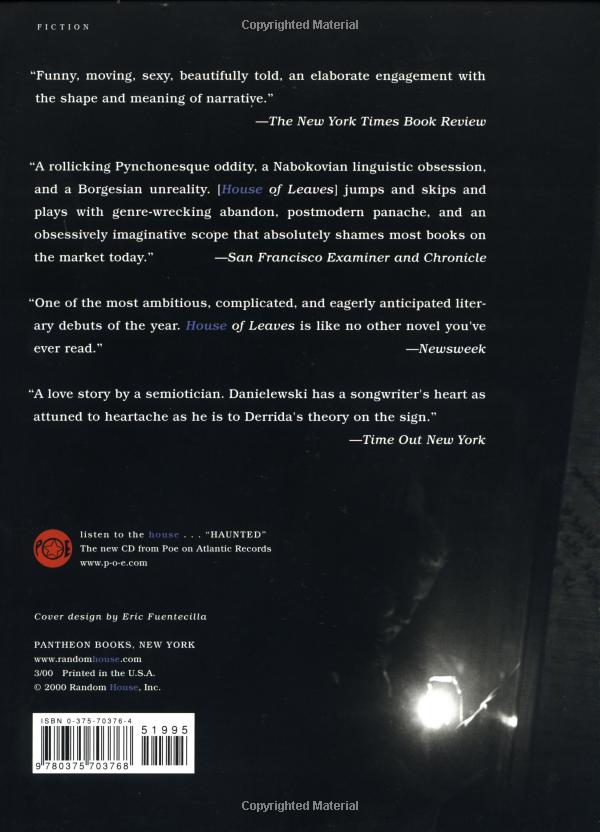 Copyrighted Material
FICTION
“Funny, moving, sexy, beautifully told, an elaborate engagement with
the shape and meaning of narrative.”
—The New York Times Book Review
“A rollicking Pynchonesque oddity, a Nabokovian linguistic obsession,
and a Borgesian unreality. [House of Leaves] jumps and skips and
plays with genre-wrecking abandon, postmodern panache, and an
obsessively imaginative scope that absolutely shames most books on
the market today.” —San Francisco Examiner and Chronicle
“One of the most ambitious, complicated, and eagerly anticipated liter-
ary debuts of the year. House of Leaves is like no other novel you've
ever read.” —Newsweek
“A love story by a semiotician. Danielewski has a songwriter's heart as
attuned to heartache as he is to Derrida's theory on the sign.”
—Time Out New York
POE
listen to the house . . . “HAUNTED”
The new CD from Poe on Atlantic Records
www.p-o-e.com
Cover design by Eric Fuentecilla
PANTHEON BOOKS, NEW YORK
www.randomhouse.com
3/00 Printed in the U.S.A.
© 2000 Random House, Inc.
ISBN 0-375-70376-4
51995
9 780375 703768
Copyrighted Material